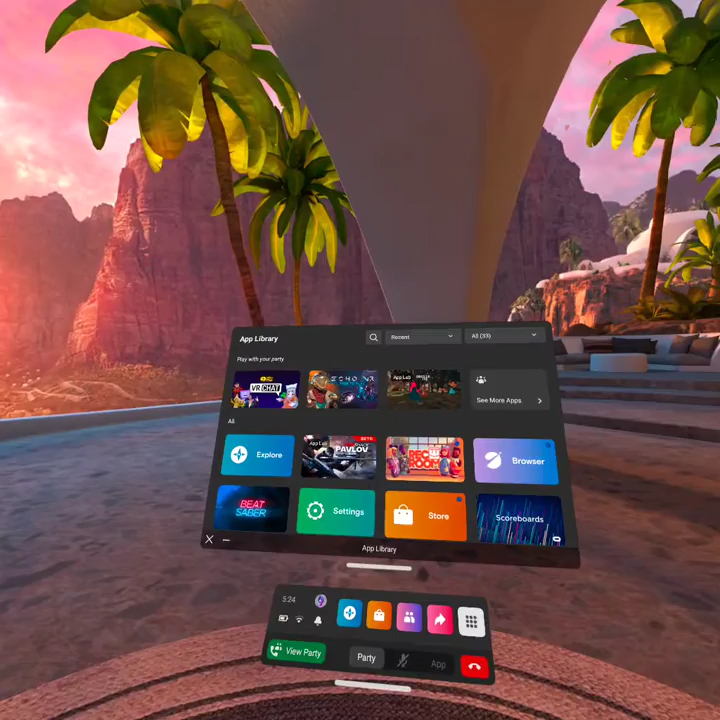 App Library
Recent
All (33)
Play with your party
VRCHAT
App Lab
See More Apps
All
Explore
App Lab
BETA
PAVLOV
REC ROOM
Browser
BEAT SABER
Settings
Store
Scoreboards
App Library
5:24
View Party
Party
App